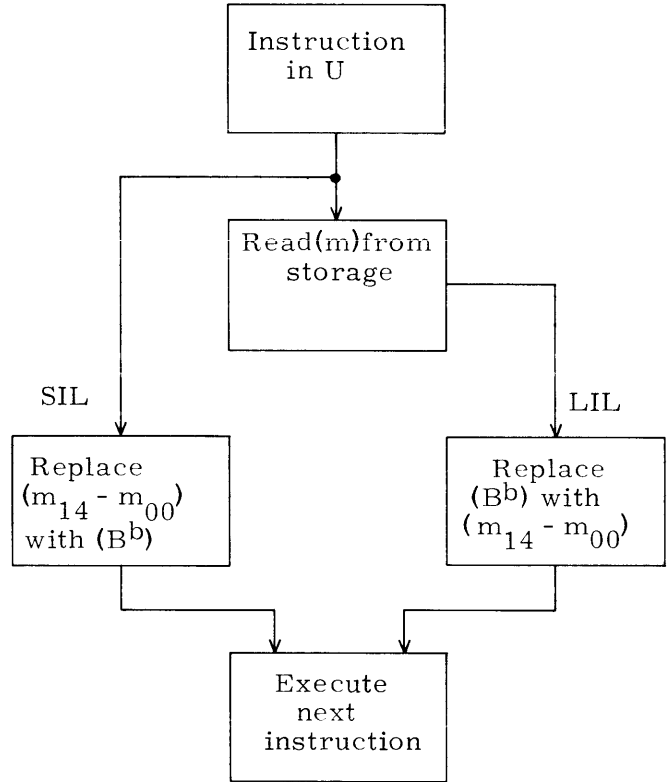 Instruction
in U
Read(m)from
storage
SIL
LIL
Replace
(m₁₄ - m₀₀)
with (Bᵇ)
Replace
(Bᵇ) with
(m₁₄ - m₀₀)
Execute
next
instruction